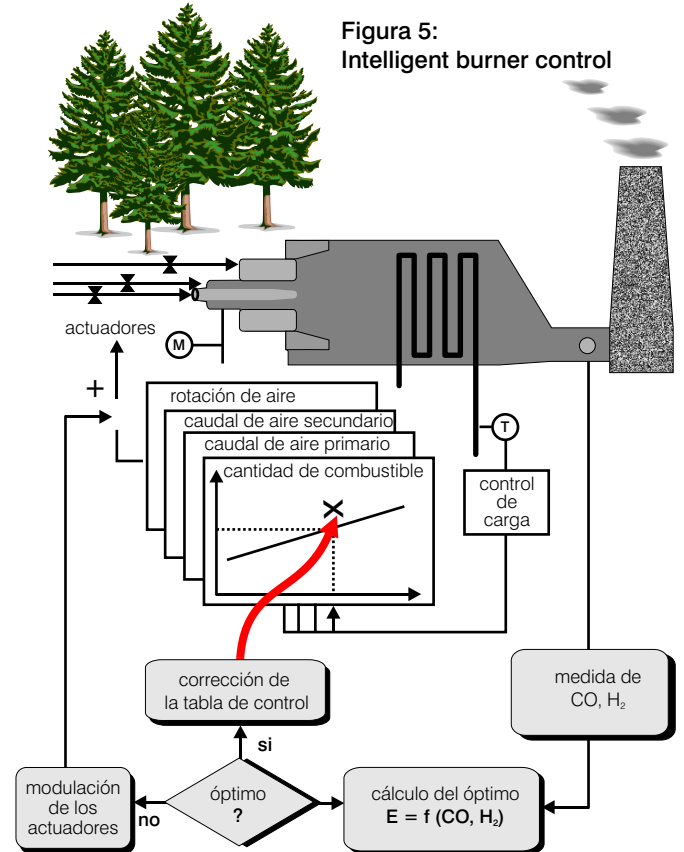 Figura 5:
Intelligent burner control
actuadores
M
+
rotación de aire
caudal de aire secundario
caudal de aire primario
cantidad de combustible
X
T
control
de
carga
corrección de
la tabla de control
medida de
CO, H₂
si
modulación
de los
actuadores
no
óptimo
?
cálculo del óptimo
E = f (CO, H₂)